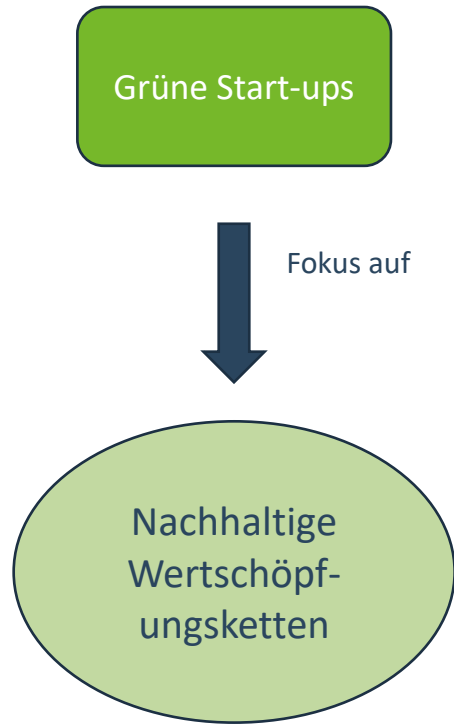 Grüne Start-ups
Fokus auf
Nachhaltige
Wertschöpf-
ungsketten